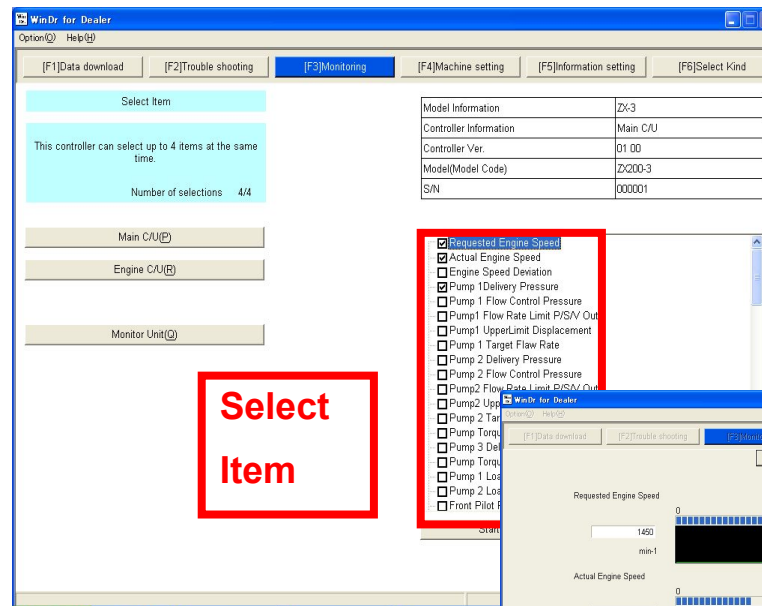 WinDr for Dealer
Option(O) Help(H)
[F1]Data download [F2]Trouble shooting [F3]Monitoring [F4]Machine setting [F5]Information setting [F6]Select Kind
Select Item
This controller can select up to 4 items at the same
time.
Number of selections 4/4
Main C/U(P)
Engine C/U(R)
Monitor Unit(Q)
Model Information ZX-3
Controller Information Main C/U
Controller Ver. 01 00
Model(Model Code) ZX200-3
S/N 000001
Requested Engine Speed
Actual Engine Speed
Engine Speed Deviation
Pump 1Delivery Pressure
Pump 1 Flow Control Pressure
Pump1 Flow Rate Limit P/S/V Out
Pump1 UpperLimit Displacement
Pump 1 Target Flaw Rate
Pump 2 Delivery Pressure
Pump 2 Flow Control Pressure
Pump2 Flow Rate Limit P/S/V Out
Pump2 Upp
Pump 2 Tar
Pump Torqu
Pump 3 Del
Pump Torqu
Pump 1 Loa
Pump 2 Loa
Front Pilot
Start
Select
Item
WinDr for Dealer
Option(O) Help(H)
[F1]Data download [F2]Trouble shooting [F3]Monito
Requested Engine Speed
0
1450
min-1
Actual Engine Speed
0